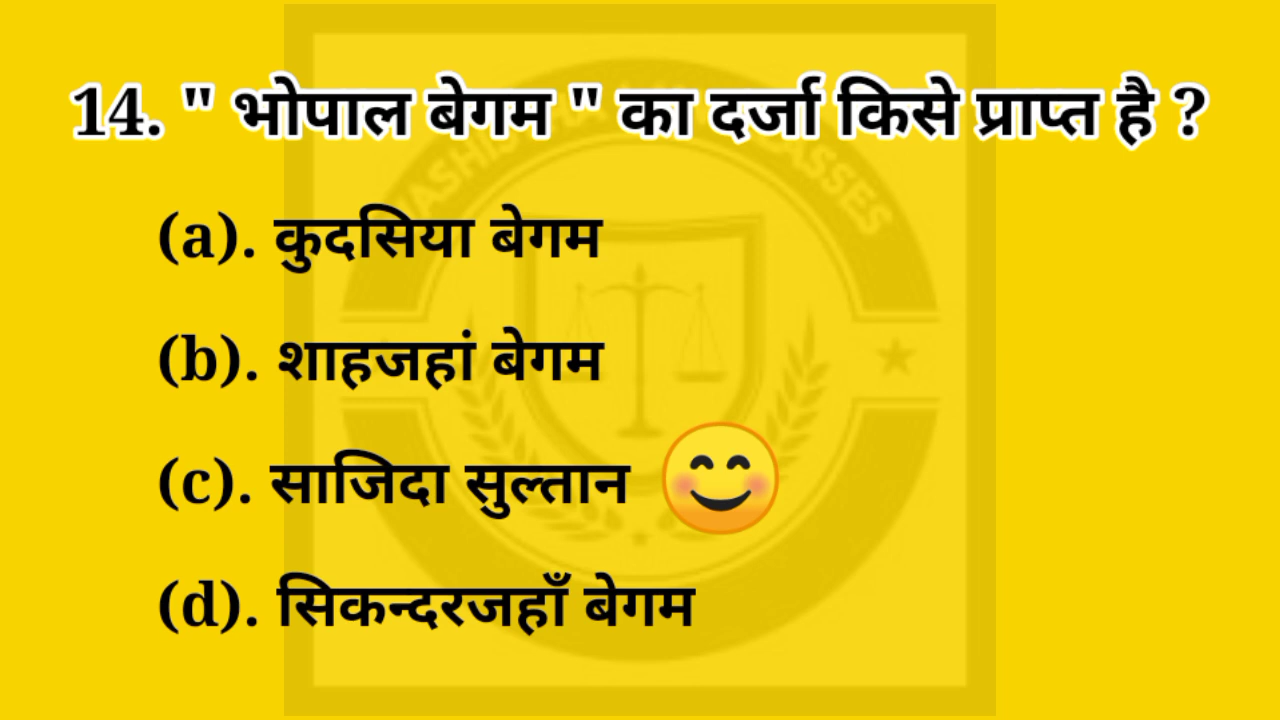 14. " भोपाल बेगम " का दर्जा किसे प्राप्त है ?
(a). कुदसिया बेगम
(b). शाहजहां बेगम
(c). साजिदा सुल्तान 😊
(d). सिकन्दरजहाँ बेगम